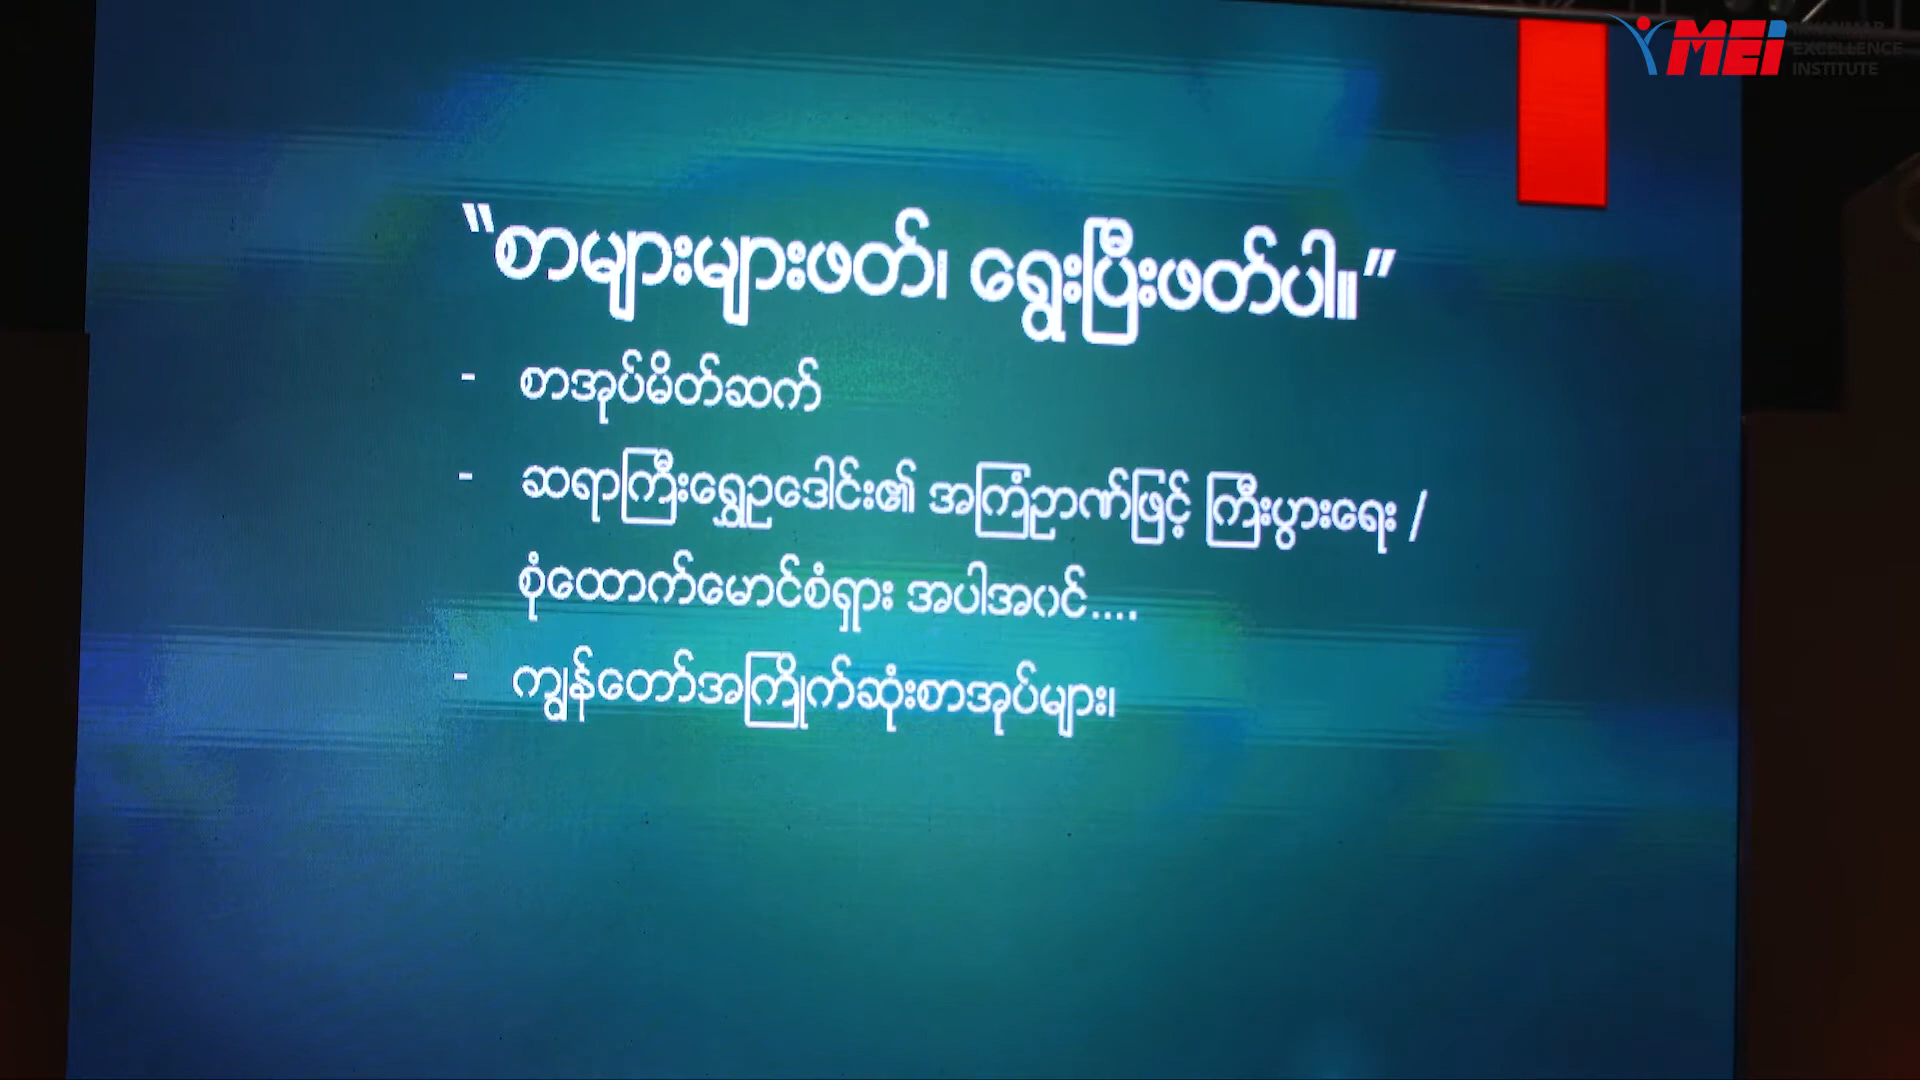 MEI MYANMAR
EXCELLENCE
INSTITUTE
“စာများများဖတ်၊ ရွေးပြီးဖတ်ပါ။”
- စာအုပ်မိတ်ဆက်
- ဆရာကြီးရွှေဥဒေါင်း၏ အကြံဉာဏ်ဖြင့် ကြီးပွားရေး /
စုံထောက်မောင်စံရှား အပါအဝင်....
- ကျွန်တော်အကြိုက်ဆုံးစာအုပ်များ၊